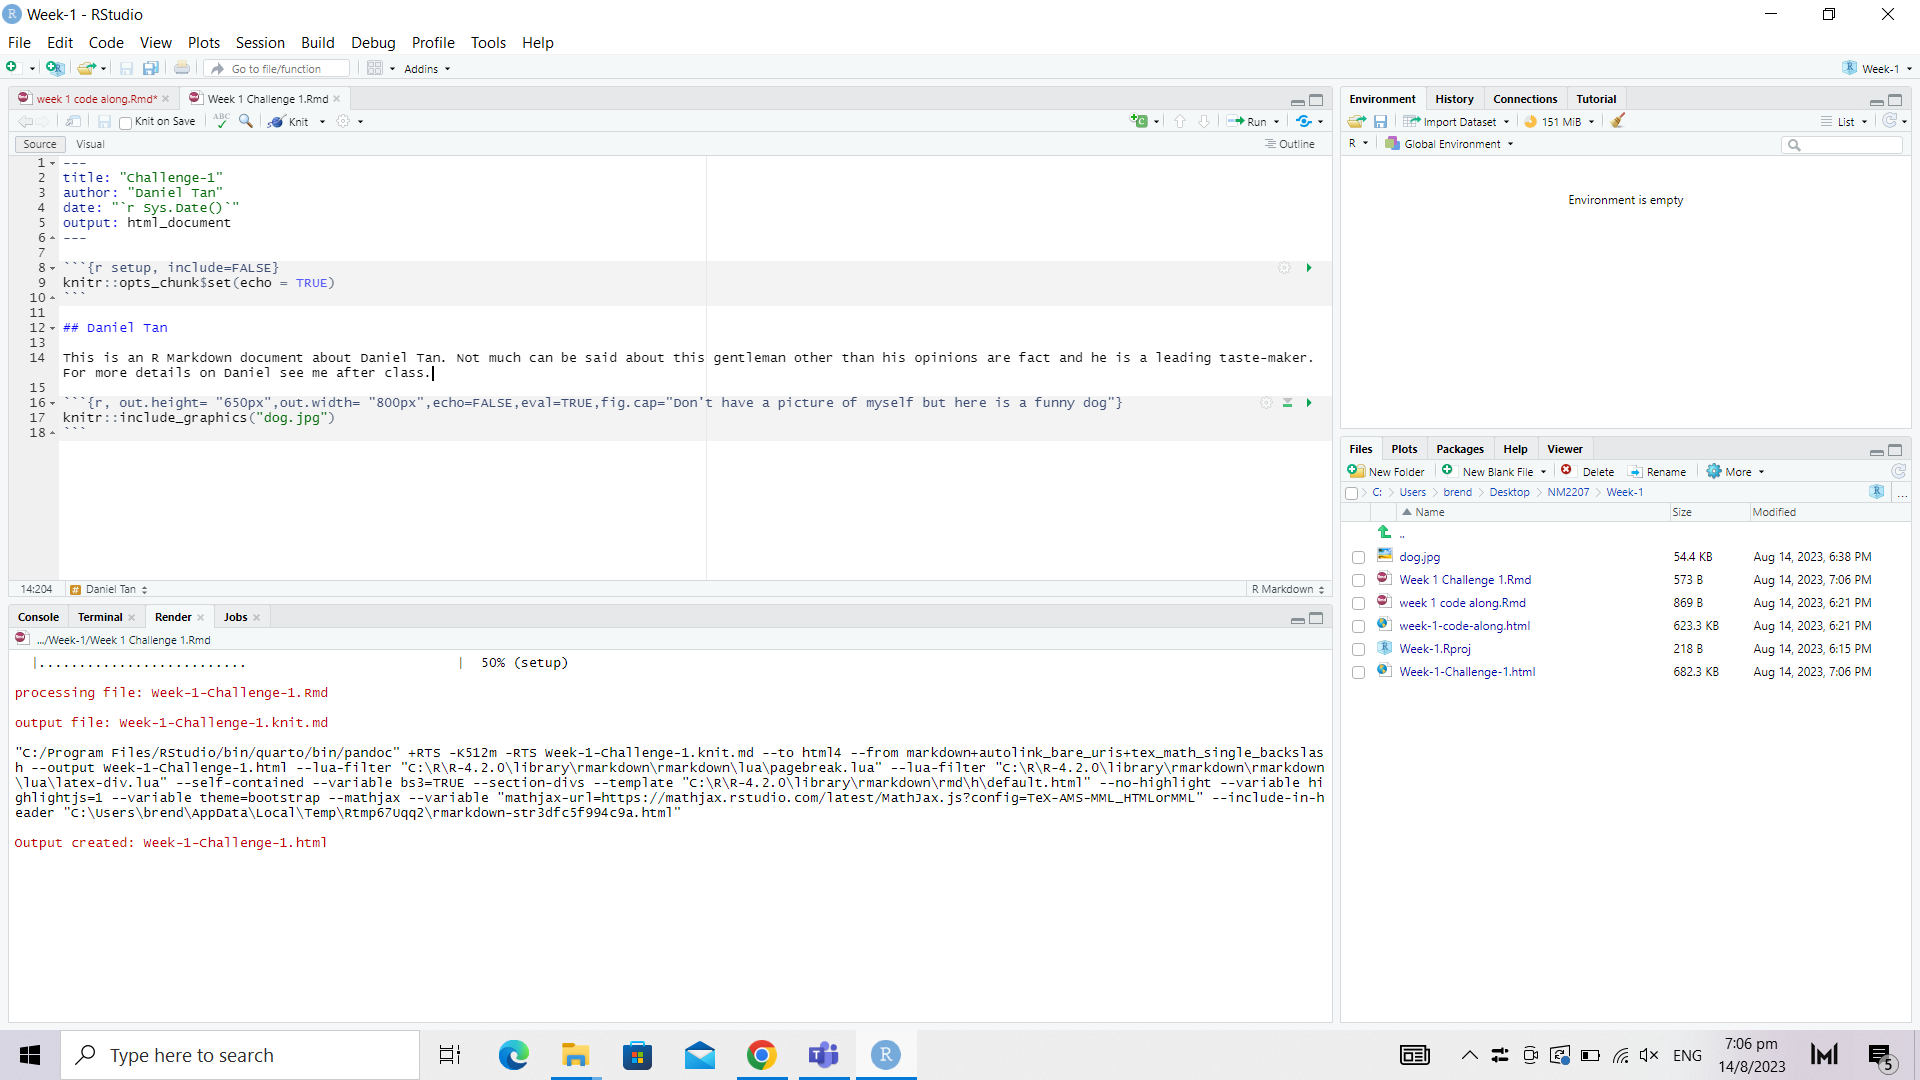 Week-1 - RStudio
File Edit Code View Plots Session Build Debug Profile Tools Help
Go to file/function Addins Week-1
week 1 code along.Rmd* Week 1 Challenge 1.Rmd
Knit on Save ABC Knit Run
Source Visual Outline
1 ---
2 title: "Challenge-1"
3 author: "Daniel Tan"
4 date: "`r Sys.Date()`"
5 output: html_document
6 ---
7
8 ```{r setup, include=FALSE}
9 knitr::opts_chunk$set(echo = TRUE)
10 ```
11
12 ## Daniel Tan
13
14 This is an R Markdown document about Daniel Tan. Not much can be said about this gentleman other than his opinions are fact and he is a leading taste-maker.
For more details on Daniel see me after class.
15
16 ```{r, out.height= "650px",out.width= "800px",echo=FALSE,eval=TRUE,fig.cap="Don't have a picture of myself but here is a funny dog"}
17 knitr::include_graphics("dog.jpg")
18 ```
14:204 # Daniel Tan R Markdown
Console Terminal Render Jobs
.../Week-1/Week 1 Challenge 1.Rmd
|.......................... | 50% (setup)
processing file: Week-1-Challenge-1.Rmd
output file: Week-1-Challenge-1.knit.md
"C:/Program Files/RStudio/bin/quarto/bin/pandoc" +RTS -K512m -RTS Week-1-Challenge-1.knit.md --to html4 --from markdown+autolink_bare_uris+tex_math_single_backslas
h --output Week-1-Challenge-1.html --lua-filter "C:\R\R-4.2.0\library\rmarkdown\rmarkdown\lua\pagebreak.lua" --lua-filter "C:\R\R-4.2.0\library\rmarkdown\rmarkdown
\lua\latex-div.lua" --self-contained --variable bs3=TRUE --section-divs --template "C:\R\R-4.2.0\library\rmarkdown\rmd\h\default.html" --no-highlight --variable hi
ghlightjs=1 --variable theme=bootstrap --mathjax --variable "mathjax-url=https://mathjax.rstudio.com/latest/MathJax.js?config=TeX-AMS-MML_HTMLorMML" --include-in-h
eader "C:\Users\brend\AppData\Local\Temp\Rtmp67Uqq2\rmarkdown-str3dfc5f994c9a.html"
Output created: Week-1-Challenge-1.html
Environment History Connections Tutorial
Import Dataset 151 MiB List
R Global Environment
Environment is empty
Files Plots Packages Help Viewer
New Folder New Blank File Delete Rename More
C: Users brend Desktop NM2207 Week-1 ...
Name Size Modified
..
dog.jpg 54.4 KB Aug 14, 2023, 6:38 PM
Week 1 Challenge 1.Rmd 573 B Aug 14, 2023, 7:06 PM
week 1 code along.Rmd 869 B Aug 14, 2023, 6:21 PM
week-1-code-along.html 623.3 KB Aug 14, 2023, 6:21 PM
Week-1.Rproj 218 B Aug 14, 2023, 6:15 PM
Week-1-Challenge-1.html 682.3 KB Aug 14, 2023, 7:06 PM
Type here to search
ENG
7:06 pm
14/8/2023
5